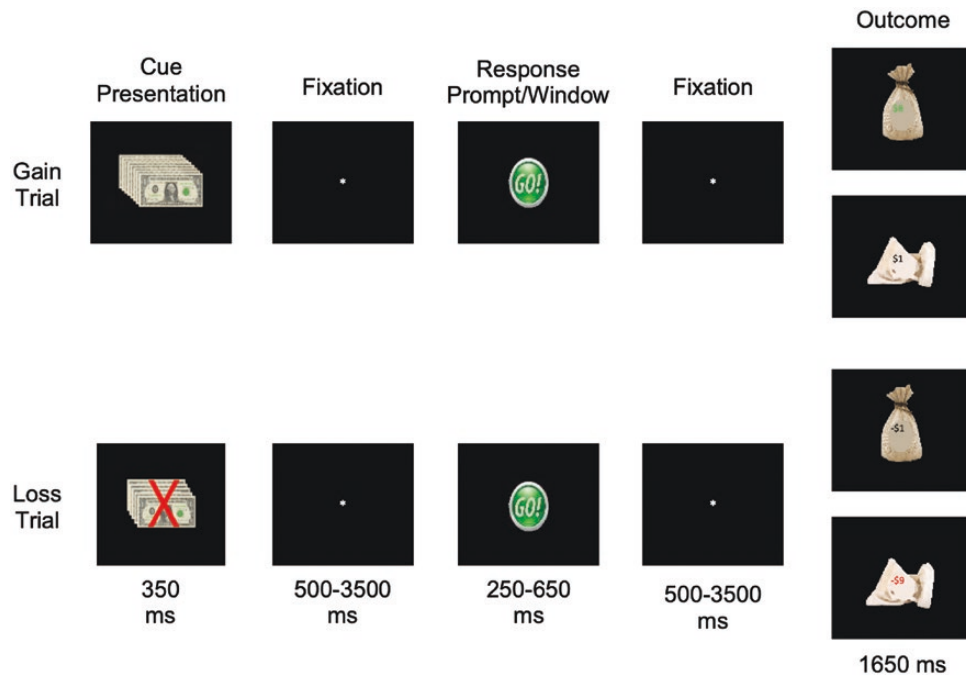 Outcome
Cue
Presentation
Fixation
Response
Prompt/Window
Fixation
Gain
Trial
GO!
$1
-$1
Loss
Trial
GO!
-$9
350
ms
500-3500
ms
250-650
ms
500-3500
ms
1650 ms